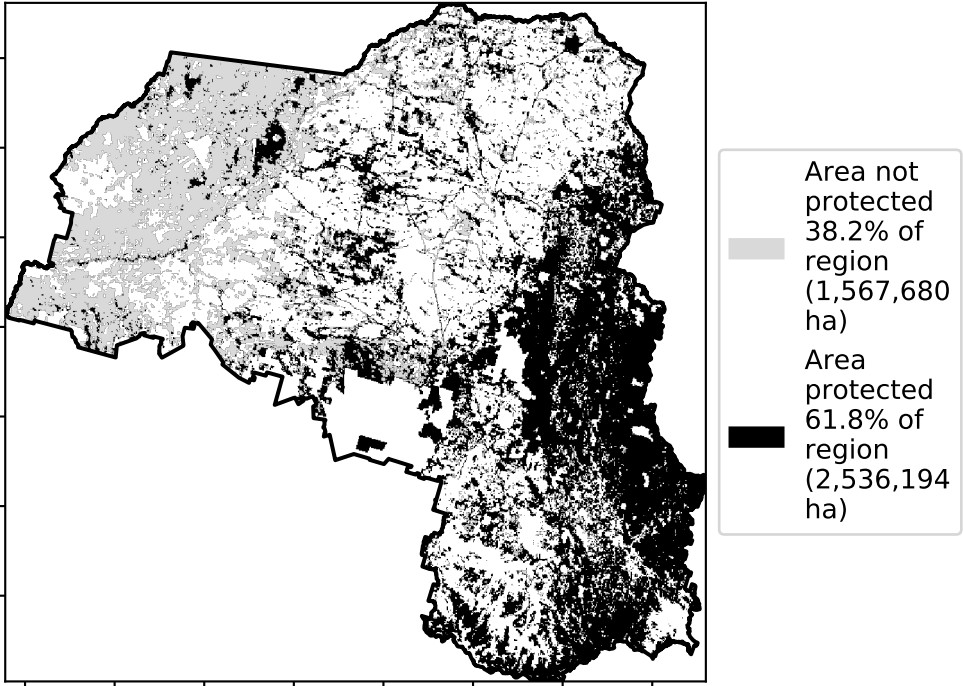 Area not
protected
38.2% of
region
(1,567,680
ha)
Area
protected
61.8% of
region
(2,536,194
ha)